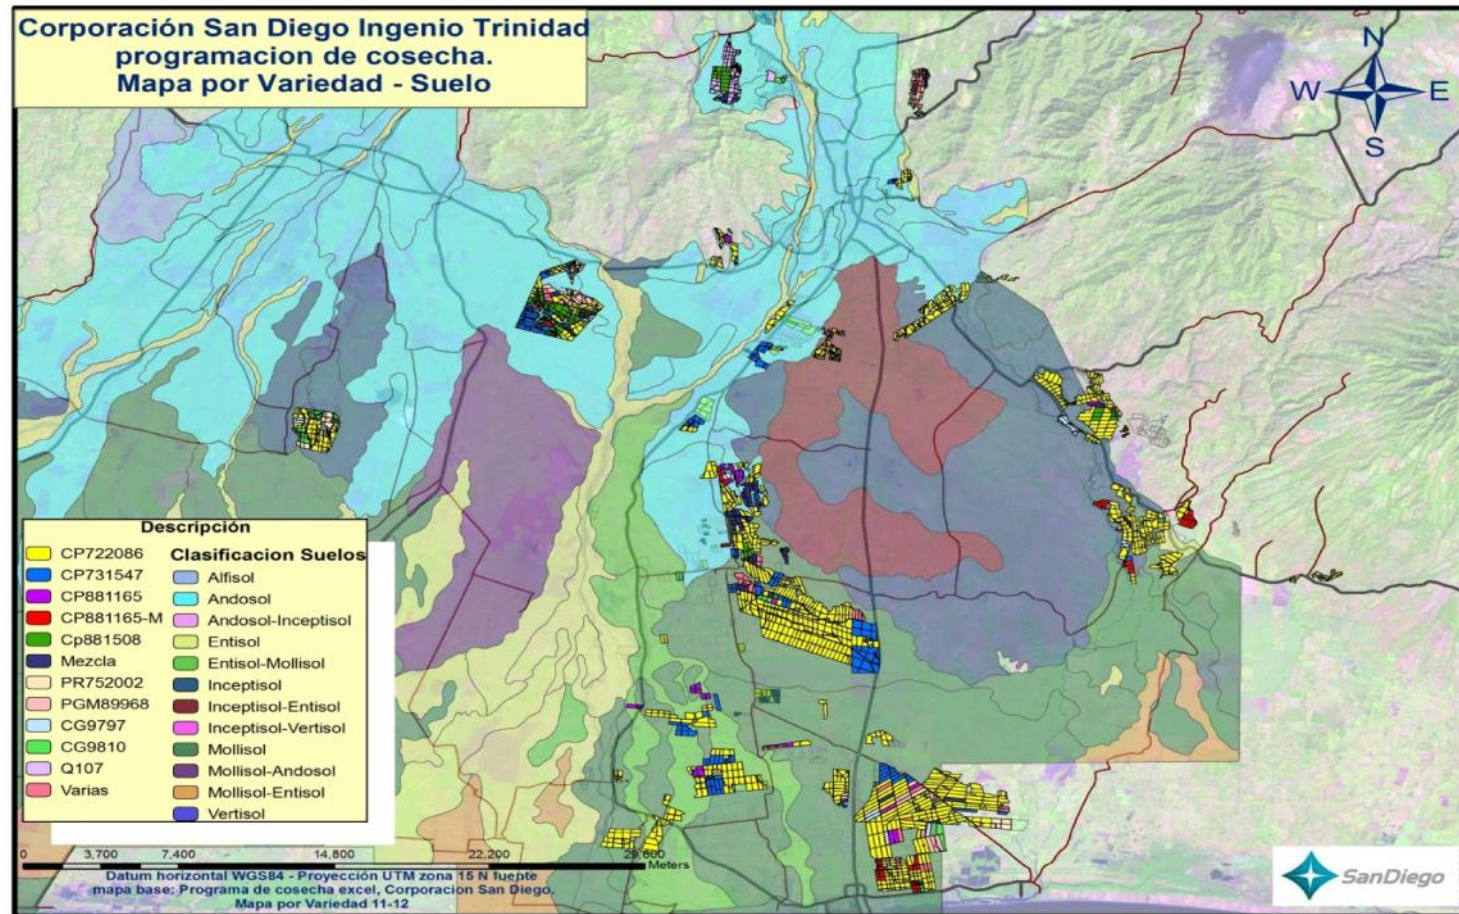 Corporación San Diego Ingenio Trinidad
programacion de cosecha.
Mapa por Variedad - Suelo
N
W
E
S
Descripción
CP722086
CP731547
CP881165
CP881165-M
Cp881508
Mezcla
PR752002
PGM89968
CG9797
CG9810
Q107
Varias
Clasificacion Suelos
Alfisol
Andosol
Andosol-Inceptisol
Entisol
Entisol-Mollisol
Inceptisol
Inceptisol-Entisol
Inceptisol-Vertisol
Mollisol
Mollisol-Andosol
Mollisol-Entisol
Vertisol
0 3,700 7,400 14,800 22,200 29,600
Meters
Datum horizontal WGS84 - Proyección UTM zona 15 N fuente
mapa base: Programa de cosecha excel, Corporacion San Diego.
Mapa por Variedad 11-12
SanDiego